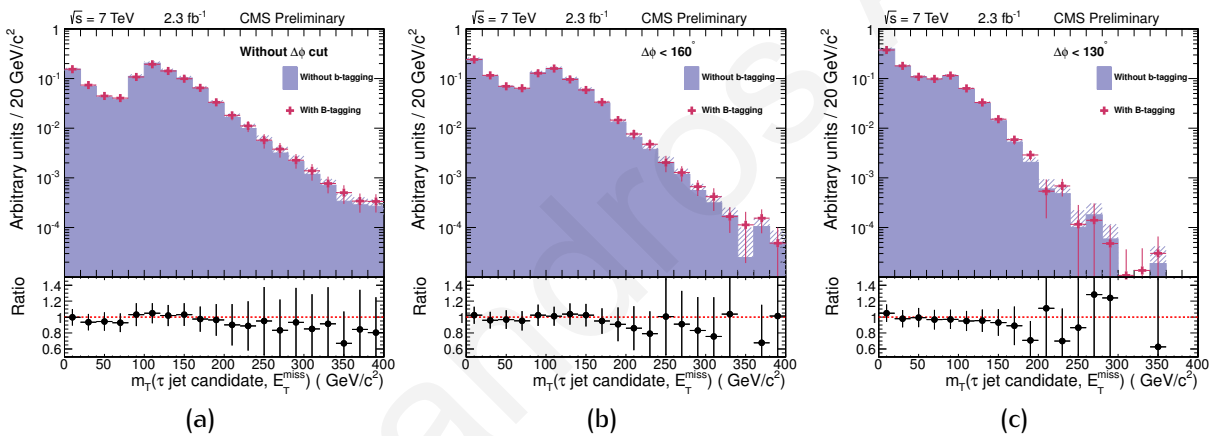 √s = 7 TeV 2.3 fb⁻¹ CMS Preliminary
Without Δϕ cut
Without b-tagging
With B-tagging
Arbitrary units / 20 GeV/c²
1
10⁻¹
10⁻²
10⁻³
10⁻⁴
Ratio
1.4
1.2
1
0.8
0.6
0 50 100 150 200 250 300 350 400
m_T(τ jet candidate, E_T^miss) ( GeV/c²)
(a)
√s = 7 TeV 2.3 fb⁻¹ CMS Preliminary
Δϕ < 160°
Without b-tagging
With B-tagging
Arbitrary units / 20 GeV/c²
1
10⁻¹
10⁻²
10⁻³
10⁻⁴
Ratio
1.4
1.2
1
0.8
0.6
0 50 100 150 200 250 300 350 400
m_T(τ jet candidate, E_T^miss) ( GeV/c²)
(b)
√s = 7 TeV 2.3 fb⁻¹ CMS Preliminary
Δϕ < 130°
Without b-tagging
With B-tagging
Arbitrary units / 20 GeV/c²
1
10⁻¹
10⁻²
10⁻³
10⁻⁴
Ratio
1.4
1.2
1
0.8
0.6
0 50 100 150 200 250 300 350 400
m_T(τ jet candidate, E_T^miss) ( GeV/c²)
(c)
andros